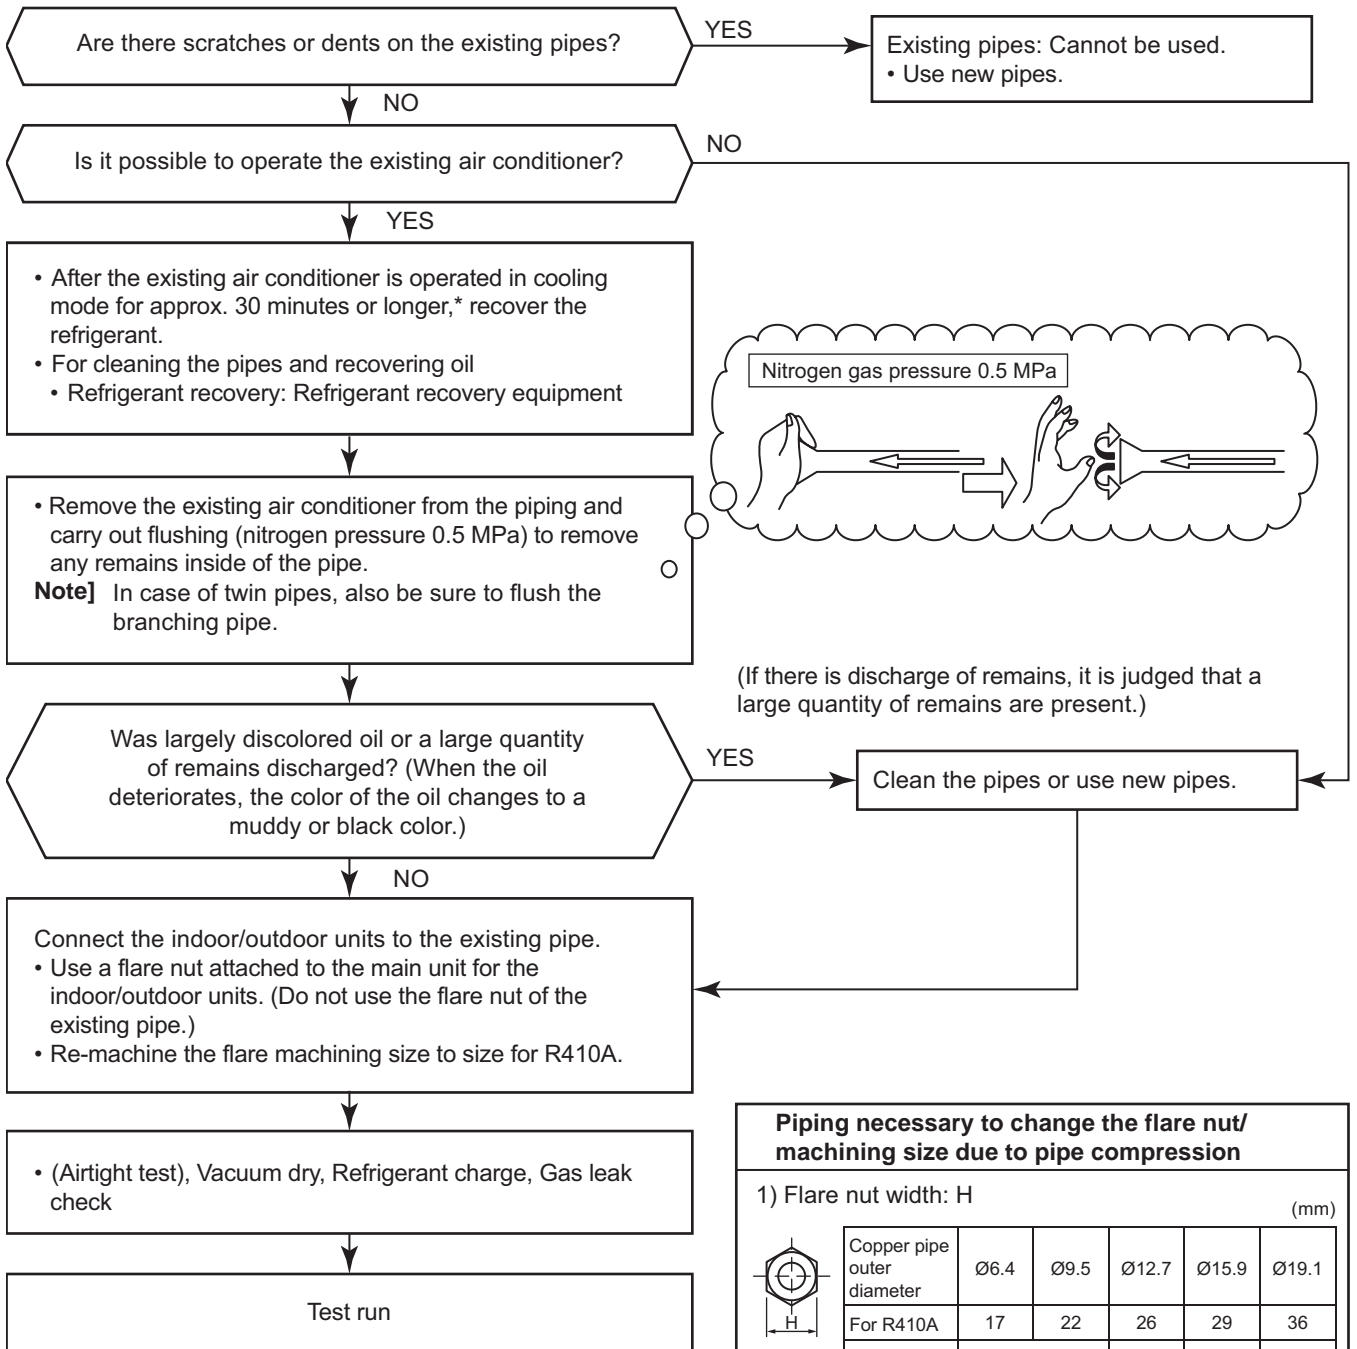 Are there scratches or dents on the existing pipes?
YES
Existing pipes: Cannot be used.
• Use new pipes.
NO
Is it possible to operate the existing air conditioner?
NO
YES
• After the existing air conditioner is operated in cooling
mode for approx. 30 minutes or longer,* recover the
refrigerant.
• For cleaning the pipes and recovering oil
• Refrigerant recovery: Refrigerant recovery equipment
Nitrogen gas pressure 0.5 MPa
• Remove the existing air conditioner from the piping and
carry out flushing (nitrogen pressure 0.5 MPa) to remove
any remains inside of the pipe.
Note] In case of twin pipes, also be sure to flush the
branching pipe.
(If there is discharge of remains, it is judged that a
large quantity of remains are present.)
Was largely discolored oil or a large quantity
of remains discharged? (When the oil
deteriorates, the color of the oil changes to a
muddy or black color.)
YES
Clean the pipes or use new pipes.
NO
Connect the indoor/outdoor units to the existing pipe.
• Use a flare nut attached to the main unit for the
indoor/outdoor units. (Do not use the flare nut of the
existing pipe.)
• Re-machine the flare machining size to size for R410A.
• (Airtight test), Vacuum dry, Refrigerant charge, Gas leak
check
Test run
Piping necessary to change the flare nut/
machining size due to pipe compression
1) Flare nut width: H
(mm)
Copper pipe
outer
diameter
Ø6.4 Ø9.5 Ø12.7 Ø15.9 Ø19.1
H
For R410A 17 22 26 29 36